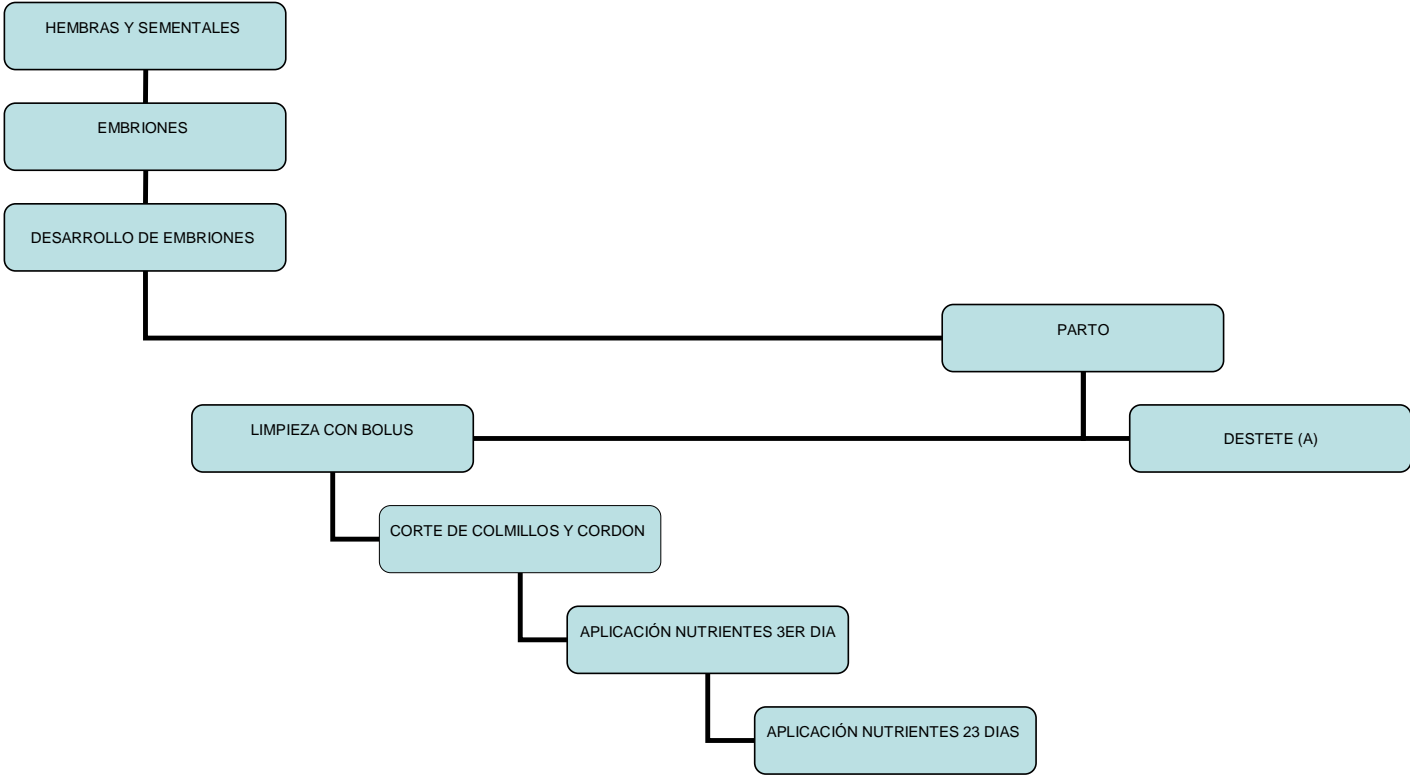 HEMBRAS Y SEMENTALES
EMBRIONES
DESARROLLO DE EMBRIONES
PARTO
LIMPIEZA CON BOLUS
DESTETE (A)
CORTE DE COLMILLOS Y CORDON
APLICACIÓN NUTRIENTES 3ER DIA
APLICACIÓN NUTRIENTES 23 DIAS